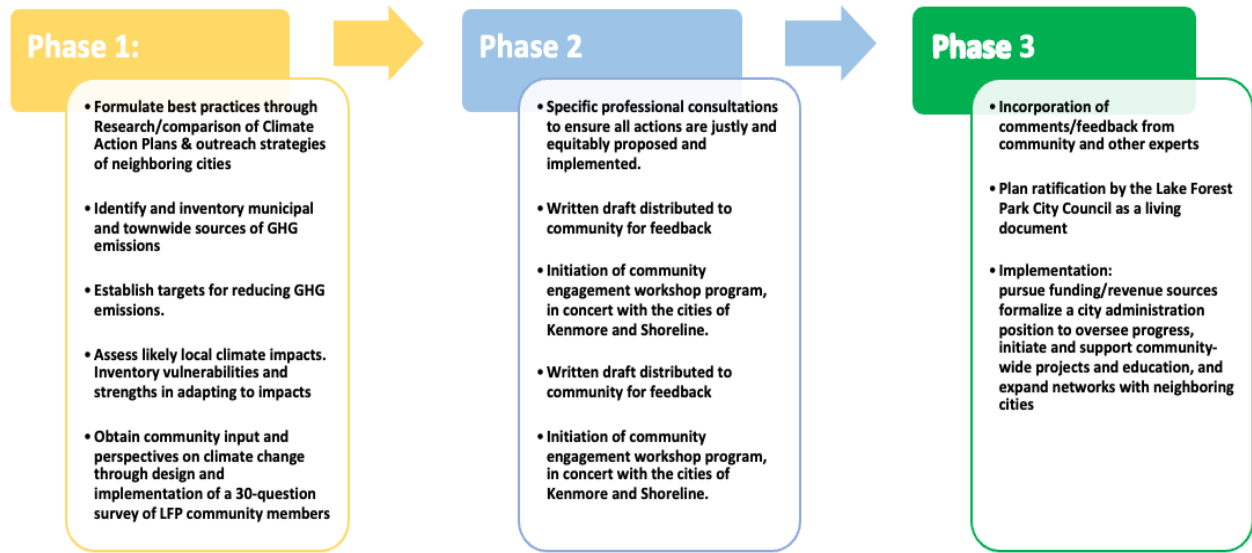 Phase 1:
• Formulate best practices through
Research/comparison of Climate
Action Plans & outreach strategies
of neighboring cities
• Identify and inventory municipal
and townwide sources of GHG
emissions
• Establish targets for reducing GHG
emissions.
• Assess likely local climate impacts.
Inventory vulnerabilities and
strengths in adapting to impacts
• Obtain community input and
perspectives on climate change
through design and
implementation of a 30-question
survey of LFP community members
Phase 2
• Specific professional consultations
to ensure all actions are justly and
equitably proposed and
implemented.
• Written draft distributed to
community for feedback
• Initiation of community
engagement workshop program,
in concert with the cities of
Kenmore and Shoreline.
• Written draft distributed to
community for feedback
• Initiation of community
engagement workshop program,
in concert with the cities of
Kenmore and Shoreline.
Phase 3
• Incorporation of
comments/feedback from
community and other experts
• Plan ratification by the Lake Forest
Park City Council as a living
document
• Implementation:
pursue funding/revenue sources
formalize a city administration
position to oversee progress,
initiate and support community-
wide projects and education, and
expand networks with neighboring
cities